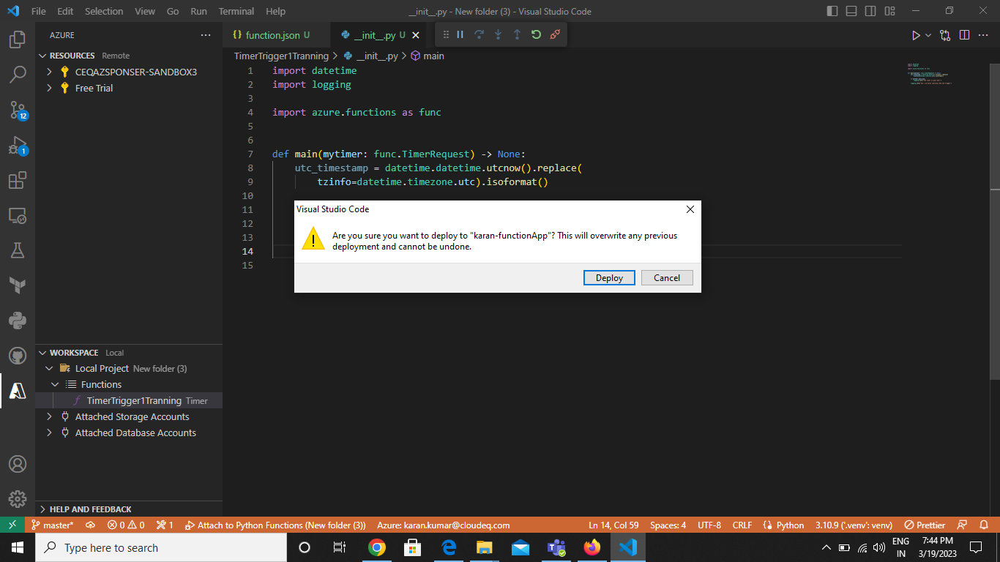 File Edit Selection View Go Run Terminal Help
__init__.py - New folder (3) - Visual Studio Code
AZURE
RESOURCES Remote
CEQAZSPONSER-SANDBOX3
Free Trial
12
1
WORKSPACE Local
Local Project New folder (3)
Functions
TimerTrigger1Tranning Timer
Attached Storage Accounts
Attached Database Accounts
HELP AND FEEDBACK
{} function.json U
__init__.py U
TimerTrigger1Tranning > __init__.py > main
1 import datetime
2 import logging
3
4 import azure.functions as func
5
6
7 def main(mytimer: func.TimerRequest) -> None:
8 utc_timestamp = datetime.datetime.utcnow().replace(
9 tzinfo=datetime.timezone.utc).isoformat()
10
11
12
13
14
15
Visual Studio Code
Are you sure you want to deploy to "karan-functionApp"? This will overwrite any previous
deployment and cannot be undone.
Deploy Cancel
master* 0 0 1 Attach to Python Functions (New folder (3)) Azure: karan.kumar@cloudeq.com Ln 14, Col 59 Spaces: 4 UTF-8 CRLF Python 3.10.9 ('.venv': venv) Prettier
Type here to search
ENG
IN
7:44 PM
3/19/2023